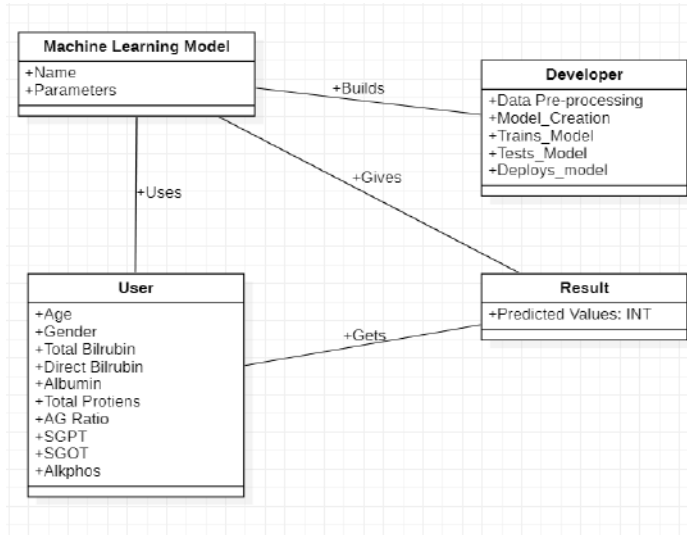 Machine Learning Model
+Name
+Parameters
+Builds
Developer
+Data Pre-processing
+Model_Creation
+Trains_Model
+Tests_Model
+Deploys_model
+Uses
+Gives
User
+Age
+Gender
+Total Bilrubin
+Direct Bilrubin
+Albumin
+Total Protiens
+AG Ratio
+SGPT
+SGOT
+Alkphos
+Gets
Result
+Predicted Values: INT